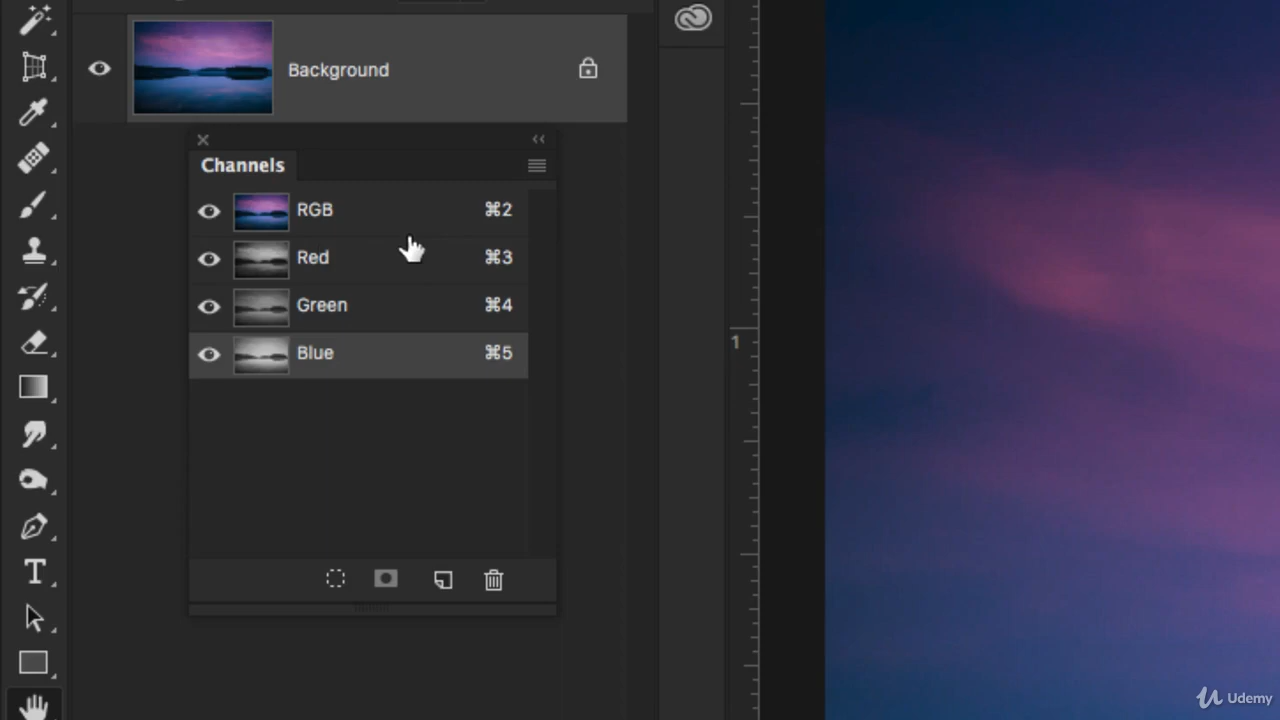 Background
Channels
RGB ⌘2
Red ⌘3
Green ⌘4
Blue ⌘5
1
T
Udemy